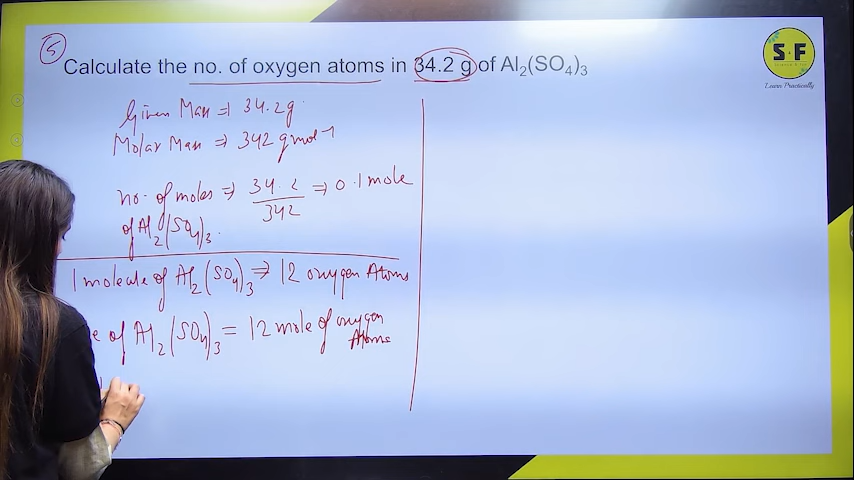 5
Calculate the no. of oxygen atoms in 34.2 g of Al₂(SO₄)₃
S+F
Learn Practically
Given Mass ⇒ 34.2g
Molar Mass ⇒ 342 gmol⁻¹
no. of moles ⇒ 34.2/342 ⇒ 0.1 mole
of Al₂(SO₄)₃.
1 molecule of Al₂(SO₄)₃ ⇒ 12 oxygen Atoms
of Al₂(SO₄)₃ = 12 mole of oxygen
Atoms